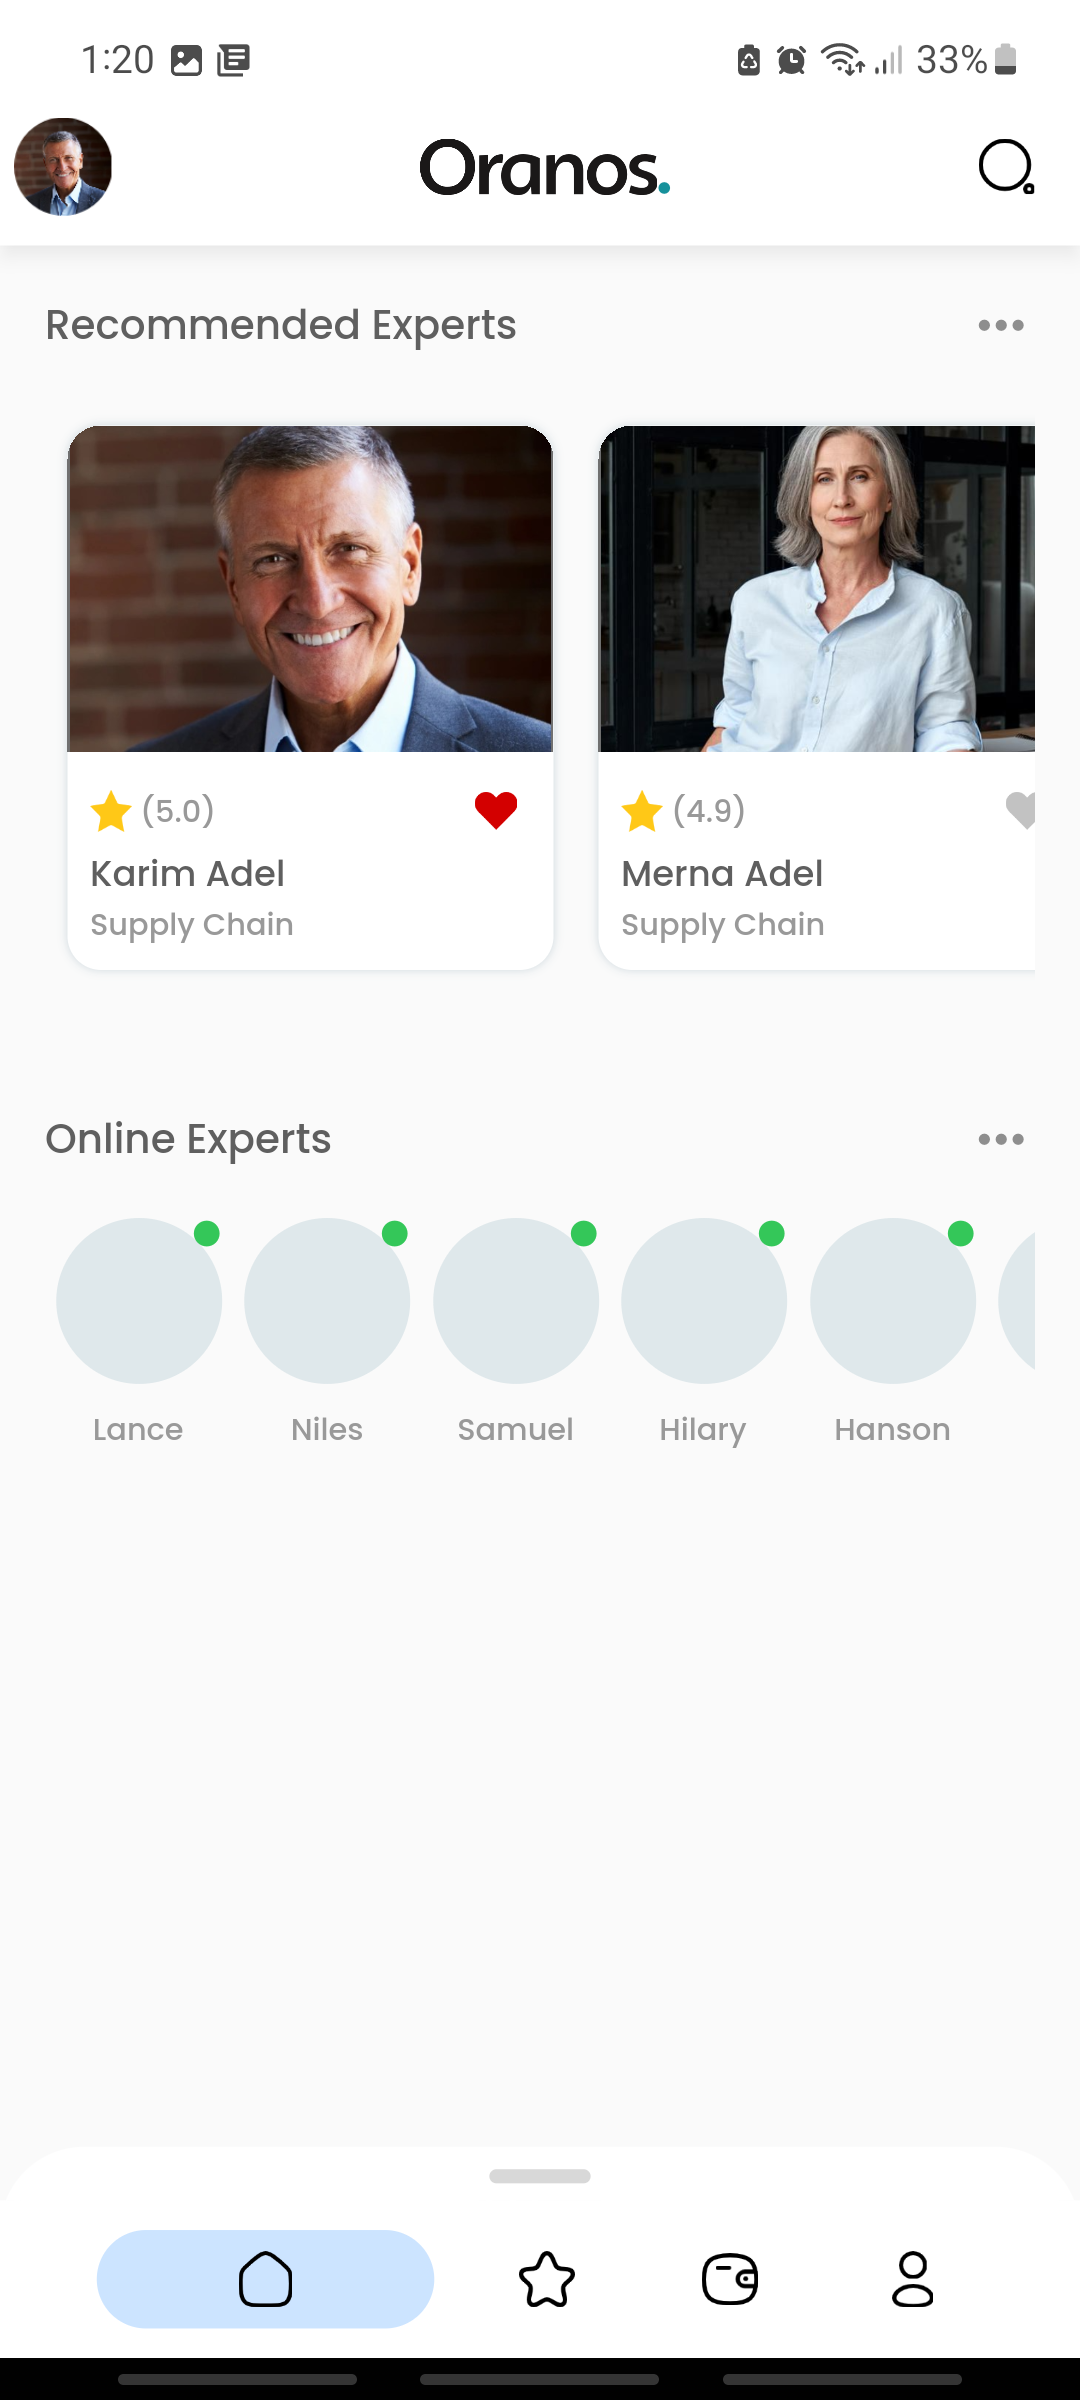 1:20
33%
Oranos.
Recommended Experts
(5.0)
Karim Adel
Supply Chain
(4.9)
Merna Adel
Supply Chain
Online Experts
Lance Niles Samuel Hilary Hanson